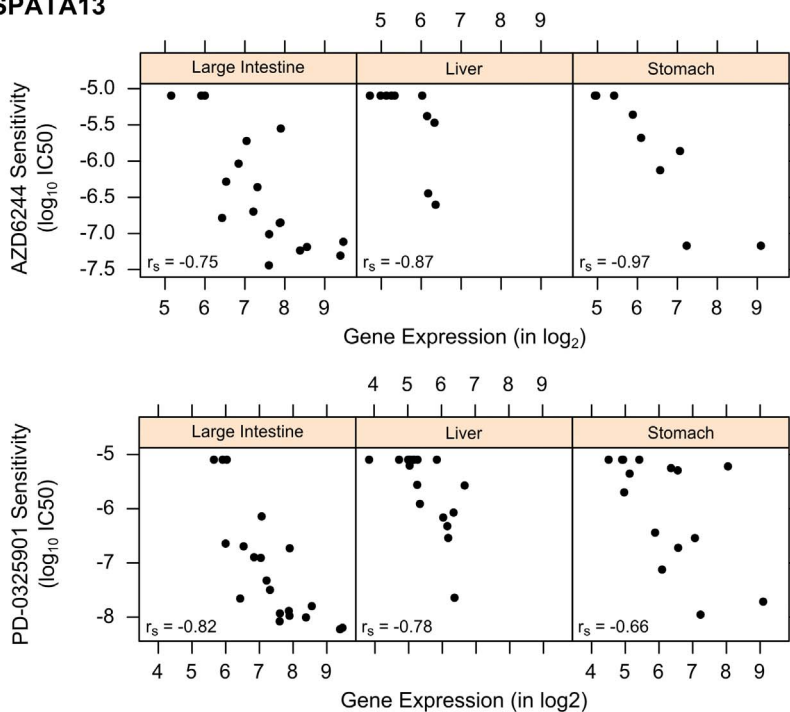 SPATA13
5 6 7 8 9
Large Intestine Liver Stomach
AZD6244 Sensitivity
(log10 IC50)
-5.0
-5.5
-6.0
-6.5
-7.0
-7.5
rs = -0.75 rs = -0.87 rs = -0.97
5 6 7 8 9 5 6 7 8 9
Gene Expression (in log2)
4 5 6 7 8 9
Large Intestine Liver Stomach
PD-0325901 Sensitivity
(log10 IC50)
-5
-6
-7
-8
rs = -0.82 rs = -0.78 rs = -0.66
4 5 6 7 8 9 4 5 6 7 8 9
Gene Expression (in log2)